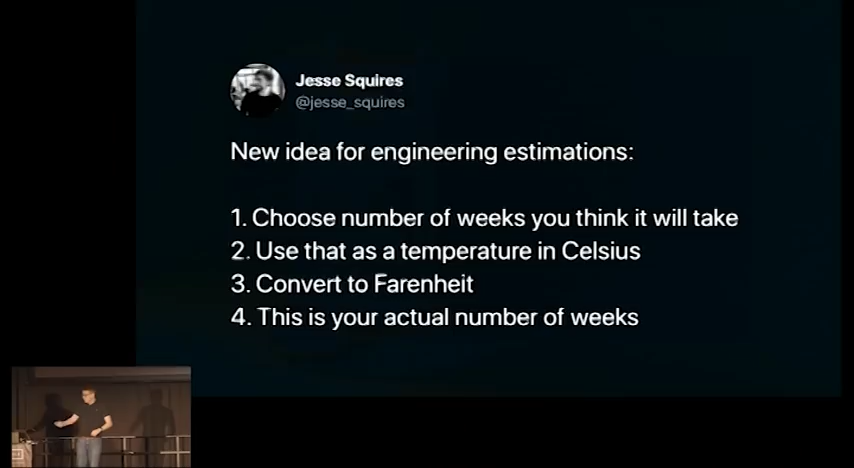 Jesse Squires
@jesse_squires
New idea for engineering estimations:
1. Choose number of weeks you think it will take
2. Use that as a temperature in Celsius
3. Convert to Farenheit
4. This is your actual number of weeks